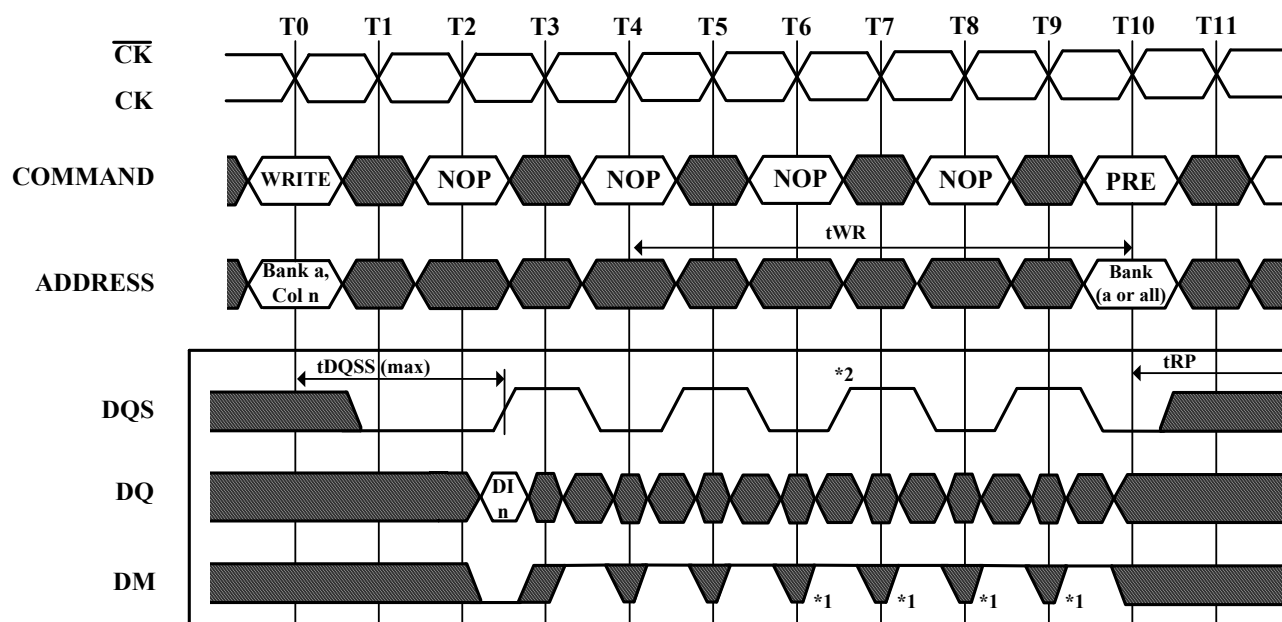 T0 T1 T2 T3 T4 T5 T6 T7 T8 T9 T10 T11
CK
CK
COMMAND WRITE NOP NOP NOP NOP PRE
tWR
ADDRESS Bank a, Col n Bank (a or all)
tDQSS (max) *2 tRP
DQS
DQ DI n
DM *1 *1 *1 *1